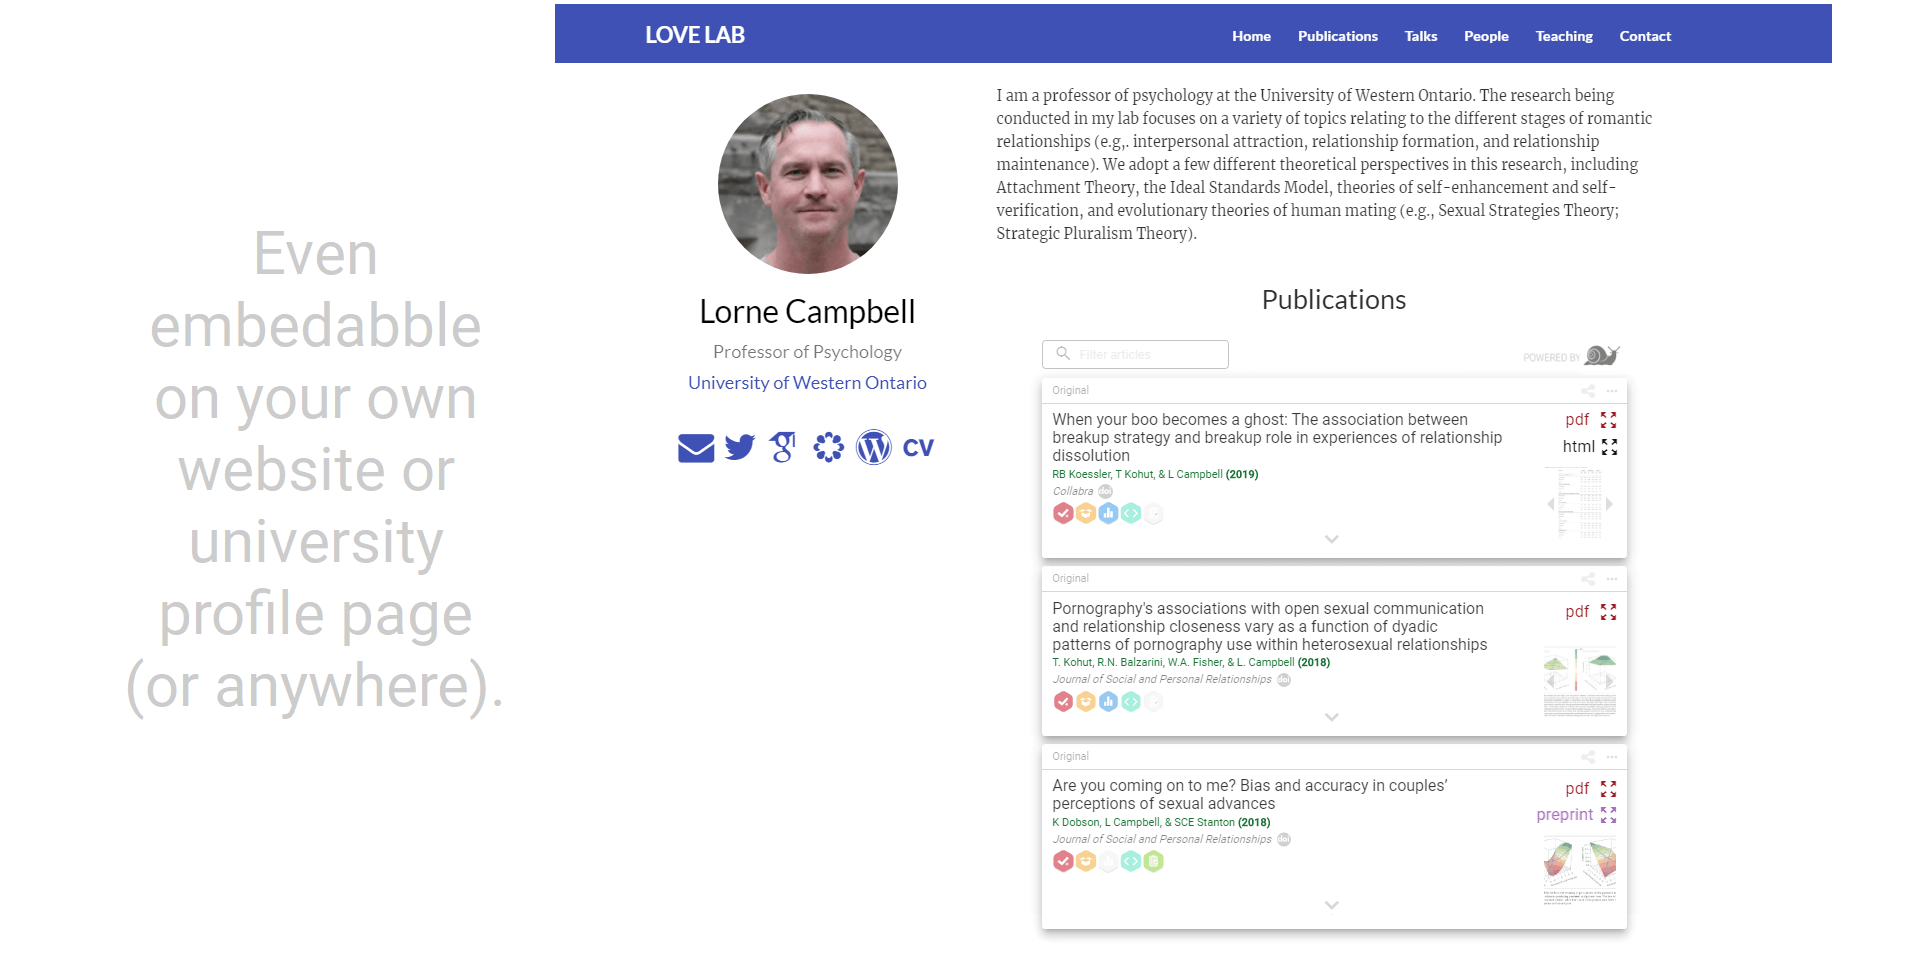 Even
embedabble
on your own
website or
university
profile page
(or anywhere).
LOVE LAB
Home Publications Talks People Teaching Contact
Lorne Campbell
Professor of Psychology
University of Western Ontario
CV
I am a professor of psychology at the University of Western Ontario. The research being
conducted in my lab focuses on a variety of topics relating to the different stages of romantic
relationships (e.g,. interpersonal attraction, relationship formation, and relationship
maintenance). We adopt a few different theoretical perspectives in this research, including
Attachment Theory, the Ideal Standards Model, theories of self-enhancement and self-
verification, and evolutionary theories of human mating (e.g., Sexual Strategies Theory;
Strategic Pluralism Theory).
Publications
Filter articles
POWERED BY
Original
When your boo becomes a ghost: The association between
breakup strategy and breakup role in experiences of relationship
dissolution
RB Koessler, T Kohut, & L Campbell (2019)
Collabra doi
pdf
html
Original
Pornography's associations with open sexual communication
and relationship closeness vary as a function of dyadic
patterns of pornography use within heterosexual relationships
T. Kohut, R.N. Balzarini, W.A. Fisher, & L. Campbell (2018)
Journal of Social and Personal Relationships doi
pdf
Original
Are you coming on to me? Bias and accuracy in couples’
perceptions of sexual advances
K Dobson, L Campbell, & SCE Stanton (2018)
Journal of Social and Personal Relationships doi
pdf
preprint